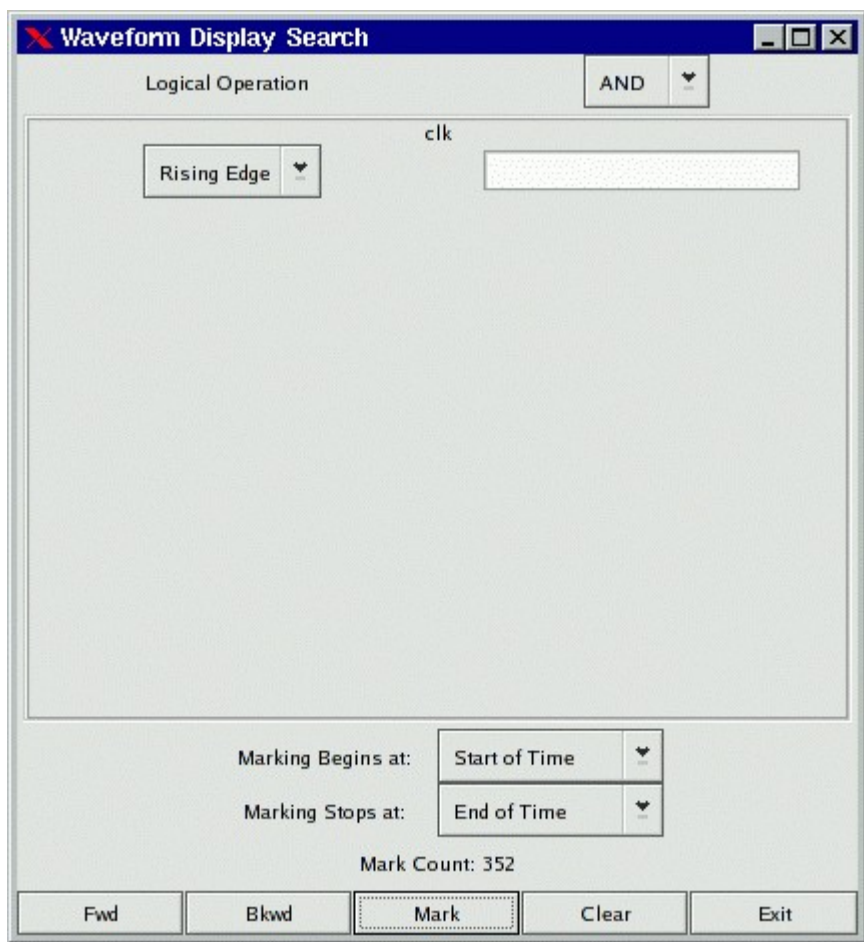 Waveform Display Search
Logical Operation AND
clk
Rising Edge
Marking Begins at: Start of Time
Marking Stops at: End of Time
Mark Count: 352
Fwd Bkwd Mark Clear Exit